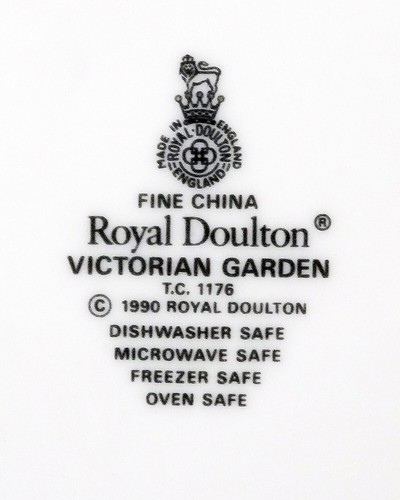 MADE IN ENGLAND
ROYAL·DOULTON
ENGLAND
FINE CHINA
Royal Doulton®
VICTORIAN GARDEN
T.C. 1176
© 1990 ROYAL DOULTON
DISHWASHER SAFE
MICROWAVE SAFE
FREEZER SAFE
OVEN SAFE